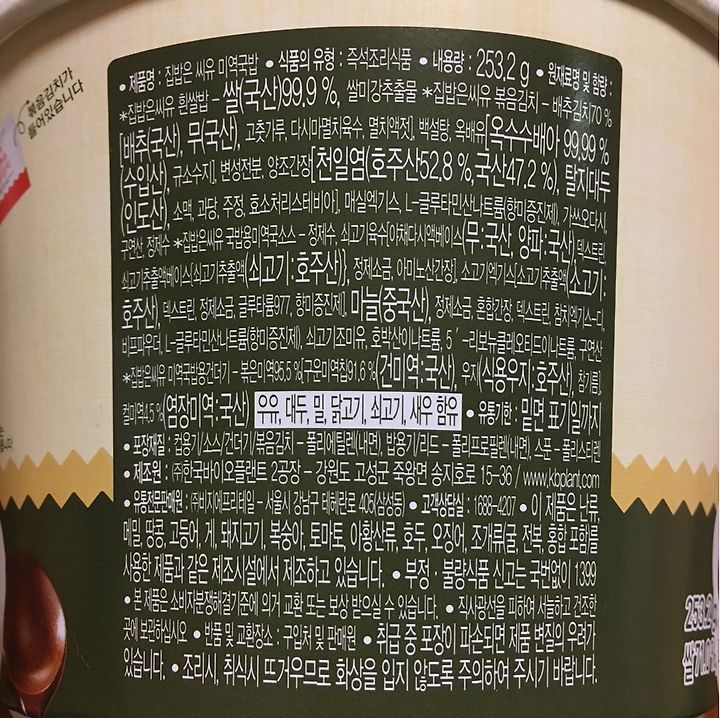 볶음김치가
들어있습니다
• 제품명 : 집밥은 씨유 미역국밥 • 식품의 유형 : 즉석조리식품 • 내용량 : 253.2 g • 원재료명 및 함량 :
*집밥은씨유 흰쌀밥 – 쌀(국산)99.9 %, 쌀미강추출물 *집밥은씨유 볶음김치 – 배추김치70 %
[배추(국산), 무(국산), 고춧가루, 다시마멸치육수, 멸치액젓], 백설탕, 옥배유[옥수수배아 99.99 %
(수입산), 규소수지], 변성전분, 양조간장[천일염(호주산52.8 %,국산47.2 %), 탈지대두
(인도산), 소맥, 과당, 주정, 효소처리스테비아], 매실엑기스, L-글루타민산나트륨(향미증진제), 가쓰오다시,
구연산, 정제수 *집밥은씨유 국밥용미역국소스 – 정제수, 쇠고기육수{야채다시액베이스(무:국산, 양파:국산), 덱스트린,
쇠고기추출액베이스[쇠고기추출액(쇠고기:호주산)], 정제소금, 아미노산간장}, 소고기엑기스[소고기추출액(소고기:
호주산), 덱스트린, 정제소금, 글루타톤977, 향미증진제], 마늘(중국산), 정제소금, 혼합간장, 덱스트린, 참치엑기스-디,
비프파우더, L-글루타민산나트륨(향미증진제), 쇠고기조미유, 호박산이나트륨, 5´-리보뉴클레오티드이나트륨, 구연산
*집밥은씨유 미역국밥용건더기 – 볶은미역95.5 %[구운미역칩91.6 %(건미역:국산), 우지(식용우지:호주산), 참기름],
컬미역4.5 %(염장미역:국산) 우유, 대두, 밀, 닭고기, 쇠고기, 새우 함유 • 유통기한 : 밑면 표기일까지
• 포장재질 : 컵용기/소스/건더기/볶음김치 – 폴리에틸렌(내면), 밥용기/리드 – 폴리프로필렌(내면), 스푼 – 폴리스티렌
• 제조원 : ㈜한국바이오플랜트 2공장 – 강원도 고성군 죽왕면 송지호로 15-36 / www.kbplant.com
• 유통전문판매원 : ㈜비지에프리테일 – 서울시 강남구 테헤란로 405(삼성동) • 고객상담실 : 1688-4207 • 이 제품은 난류,
메밀, 땅콩, 고등어, 게, 돼지고기, 복숭아, 토마토, 아황산류, 호두, 오징어, 조개류(굴, 전복, 홍합 포함)를
사용한 제품과 같은 제조시설에서 제조하고 있습니다. • 부정 · 불량식품 신고는 국번없이 1399
• 본 제품은 소비자분쟁해결기준에 의거 교환 또는 보상 받으실 수 있습니다. • 직사광선을 피하여 서늘하고 건조한
곳에 보관하십시오 • 반품 및 교환장소 : 구입처 및 판매원 • 취급 중 포장이 파손되면 제품 변질의 우려가
있습니다. • 조리시, 취식시 뜨거우므로 화상을 입지 않도록 주의하여 주시기 바랍니다.
253.2